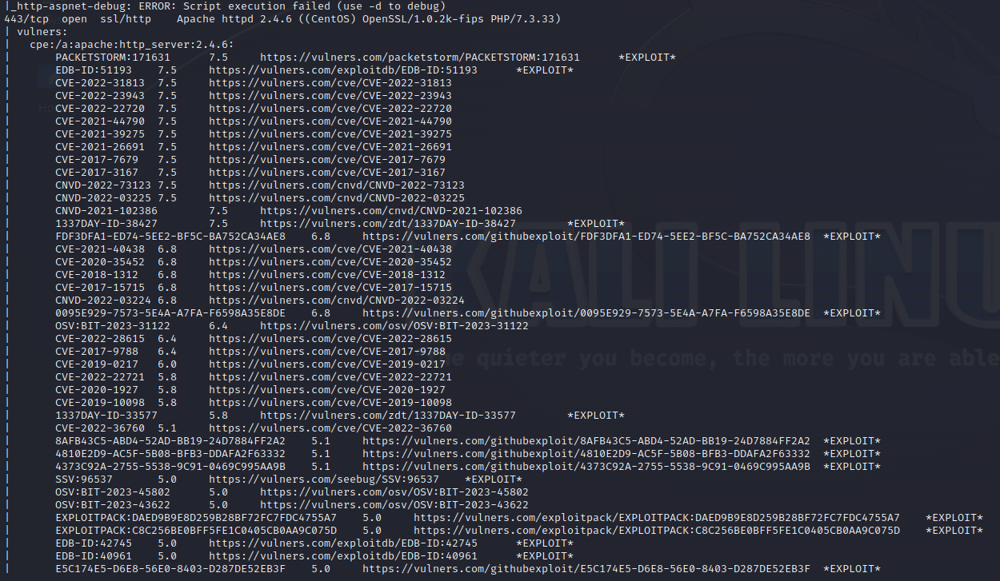 |_http-aspnet-debug: ERROR: Script execution failed (use -d to debug)
443/tcp  open  ssl/http    Apache httpd 2.4.6 ((CentOS) OpenSSL/1.0.2k-fips PHP/7.3.33)
| vulners:
|   cpe:/a:apache:http_server:2.4.6:
|       PACKETSTORM:171631      7.5     https://vulners.com/packetstorm/PACKETSTORM:171631      *EXPLOIT*
|       EDB-ID:51193    7.5     https://vulners.com/exploitdb/EDB-ID:51193      *EXPLOIT*
|       CVE-2022-31813  7.5     https://vulners.com/cve/CVE-2022-31813
|       CVE-2022-23943  7.5     https://vulners.com/cve/CVE-2022-23943
|       CVE-2022-22720  7.5     https://vulners.com/cve/CVE-2022-22720
|       CVE-2021-44790  7.5     https://vulners.com/cve/CVE-2021-44790
|       CVE-2021-39275  7.5     https://vulners.com/cve/CVE-2021-39275
|       CVE-2021-26691  7.5     https://vulners.com/cve/CVE-2021-26691
|       CVE-2017-7679   7.5     https://vulners.com/cve/CVE-2017-7679
|       CVE-2017-3167   7.5     https://vulners.com/cve/CVE-2017-3167
|       CNVD-2022-73123 7.5     https://vulners.com/cnvd/CNVD-2022-73123
|       CNVD-2022-03225 7.5     https://vulners.com/cnvd/CNVD-2022-03225
|       CNVD-2021-102386        7.5     https://vulners.com/cnvd/CNVD-2021-102386
|       1337DAY-ID-38427        7.5     https://vulners.com/zdt/1337DAY-ID-38427        *EXPLOIT*
|       FDF3DFA1-ED74-5EE2-BF5C-BA752CA34AE8    6.8     https://vulners.com/githubexploit/FDF3DFA1-ED74-5EE2-BF5C-BA752CA34AE8  *EXPLOIT*
|       CVE-2021-40438  6.8     https://vulners.com/cve/CVE-2021-40438
|       CVE-2020-35452  6.8     https://vulners.com/cve/CVE-2020-35452
|       CVE-2018-1312   6.8     https://vulners.com/cve/CVE-2018-1312
|       CVE-2017-15715  6.8     https://vulners.com/cve/CVE-2017-15715
|       CNVD-2022-03224 6.8     https://vulners.com/cnvd/CNVD-2022-03224
|       0095E929-7573-5E4A-A7FA-F6598A35E8DE    6.8     https://vulners.com/githubexploit/0095E929-7573-5E4A-A7FA-F6598A35E8DE  *EXPLOIT*
|       OSV:BIT-2023-31122      6.4     https://vulners.com/osv/OSV:BIT-2023-31122
|       CVE-2022-28615  6.4     https://vulners.com/cve/CVE-2022-28615
|       CVE-2017-9788   6.4     https://vulners.com/cve/CVE-2017-9788
|       CVE-2019-0217   6.0     https://vulners.com/cve/CVE-2019-0217
|       CVE-2022-22721  5.8     https://vulners.com/cve/CVE-2022-22721
|       CVE-2020-1927   5.8     https://vulners.com/cve/CVE-2020-1927
|       CVE-2019-10098  5.8     https://vulners.com/cve/CVE-2019-10098
|       1337DAY-ID-33577        5.8     https://vulners.com/zdt/1337DAY-ID-33577        *EXPLOIT*
|       CVE-2022-36760  5.1     https://vulners.com/cve/CVE-2022-36760
|       8AFB43C5-ABD4-52AD-BB19-24D7884FF2A2    5.1     https://vulners.com/githubexploit/8AFB43C5-ABD4-52AD-BB19-24D7884FF2A2  *EXPLOIT*
|       4810E2D9-AC5F-5B08-BFB3-DDAFA2F63332    5.1     https://vulners.com/githubexploit/4810E2D9-AC5F-5B08-BFB3-DDAFA2F63332  *EXPLOIT*
|       4373C92A-2755-5538-9C91-0469C995AA9B    5.1     https://vulners.com/githubexploit/4373C92A-2755-5538-9C91-0469C995AA9B  *EXPLOIT*
|       SSV:96537       5.0     https://vulners.com/seebug/SSV:96537    *EXPLOIT*
|       OSV:BIT-2023-45802      5.0     https://vulners.com/osv/OSV:BIT-2023-45802
|       OSV:BIT-2023-43622      5.0     https://vulners.com/osv/OSV:BIT-2023-43622
|       EXPLOITPACK:DAED9B9E8D259B28BF72FC7FDC4755A7    5.0     https://vulners.com/exploitpack/EXPLOITPACK:DAED9B9E8D259B28BF72FC7FDC4755A7    *EXPLOIT*
|       EXPLOITPACK:C8C256BE0BFF5FE1C0405CB0AA9C075D    5.0     https://vulners.com/exploitpack/EXPLOITPACK:C8C256BE0BFF5FE1C0405CB0AA9C075D    *EXPLOIT*
|       EDB-ID:42745    5.0     https://vulners.com/exploitdb/EDB-ID:42745      *EXPLOIT*
|       EDB-ID:40961    5.0     https://vulners.com/exploitdb/EDB-ID:40961      *EXPLOIT*
|       E5C174E5-D6E8-56E0-8403-D287DE52EB3F    5.0     https://vulners.com/githubexploit/E5C174E5-D6E8-56E0-8403-D287DE52EB3F  *EXPLOIT*
KALI LINU
quieter you become, the more you are able